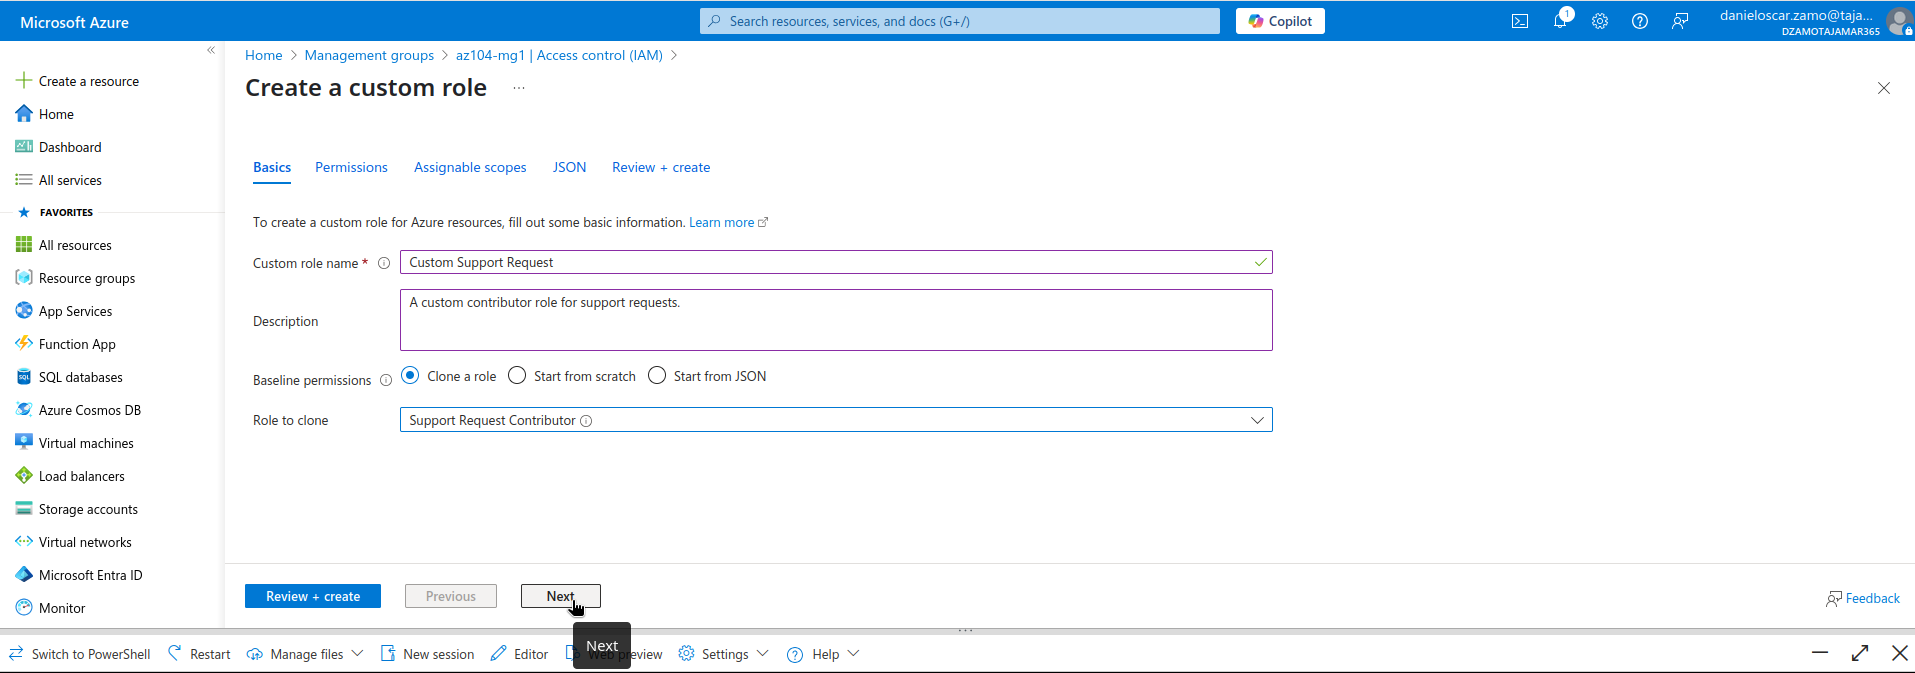 Microsoft Azure
Search resources, services, and docs (G+/)
Copilot
1
danieloscar.zamo@taja...
DZAMOTAJAMAR365
Create a resource
Home
Dashboard
All services
FAVORITES
All resources
Resource groups
App Services
Function App
SQL databases
Azure Cosmos DB
Virtual machines
Load balancers
Storage accounts
Virtual networks
Microsoft Entra ID
Monitor
Home > Management groups > az104-mg1 | Access control (IAM) >
Create a custom role ...
Basics Permissions Assignable scopes JSON Review + create
To create a custom role for Azure resources, fill out some basic information. Learn more
Custom role name * Custom Support Request
Description A custom contributor role for support requests.
Baseline permissions Clone a role Start from scratch Start from JSON
Role to clone Support Request Contributor
Review + create Previous Next
Feedback
Next
Switch to PowerShell Restart Manage files New session Editor Web preview Settings Help